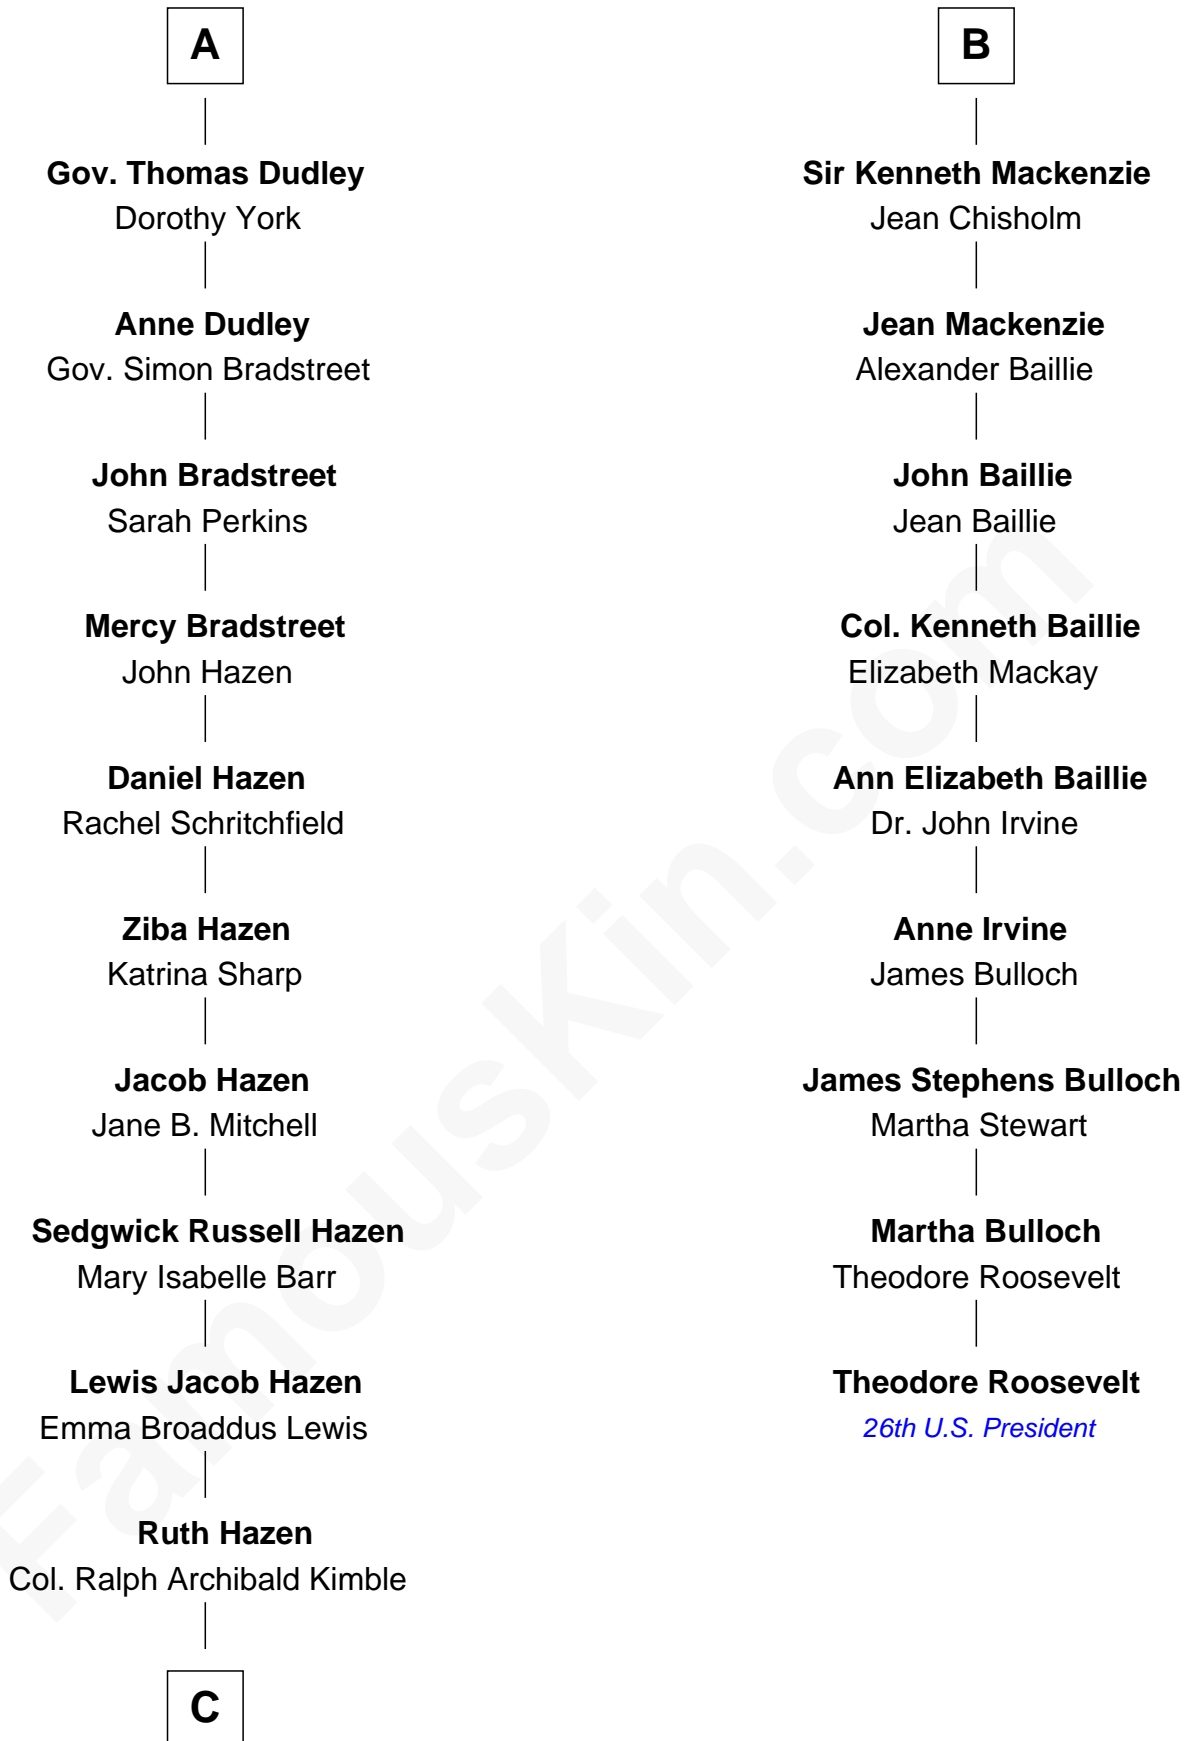 A
Gov. Thomas Dudley
Dorothy York
Anne Dudley
Gov. Simon Bradstreet
John Bradstreet
Sarah Perkins
Mercy Bradstreet
John Hazen
Daniel Hazen
Rachel Schritchfield
Ziba Hazen
Katrina Sharp
Jacob Hazen
Jane B. Mitchell
Sedgwick Russell Hazen
Mary Isabelle Barr
Lewis Jacob Hazen
Emma Broaddus Lewis
Ruth Hazen
Col. Ralph Archibald Kimble
C
B
Sir Kenneth Mackenzie
Jean Chisholm
Jean Mackenzie
Alexander Baillie
John Baillie
Jean Baillie
Col. Kenneth Baillie
Elizabeth Mackay
Ann Elizabeth Baillie
Dr. John Irvine
Anne Irvine
James Bulloch
James Stephens Bulloch
Martha Stewart
Martha Bulloch
Theodore Roosevelt
Theodore Roosevelt
26th U.S. President
FamousKin.com